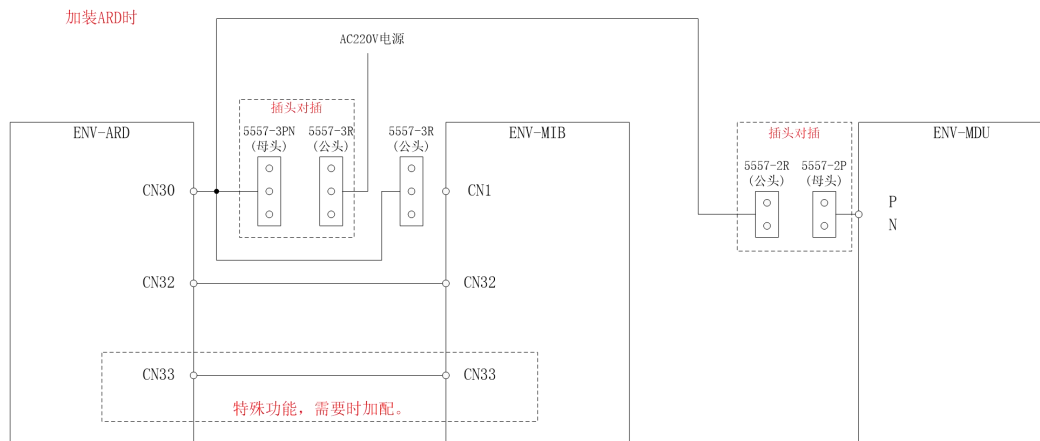 加装ARD时
AC220V电源
插头对插
ENV-ARD
5557-3PN
(母头)
5557-3R
(公头)
5557-3R
(公头)
ENV-MIB
插头对插
ENV-MDU
5557-2R
(公头)
5557-2P
(母头)
CN30
CN1
P
N
CN32
CN32
CN33
CN33
特殊功能，需要时加配。